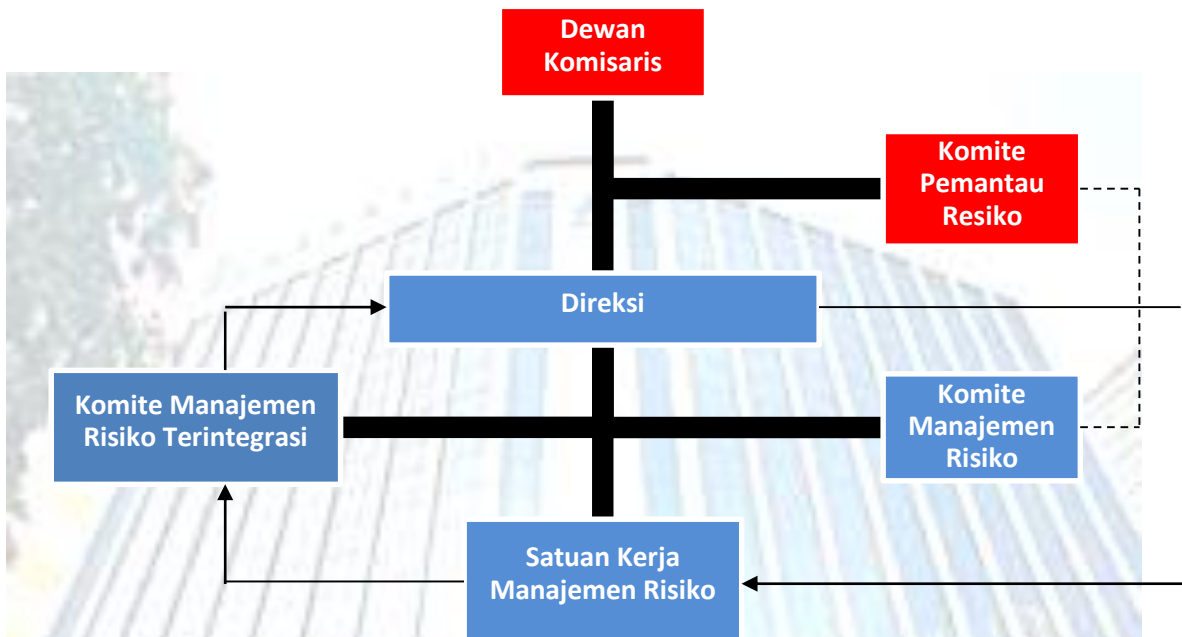 Dewan
Komisaris
Komite
Pemantau
Resiko
Direksi
Komite Manajemen
Risiko Terintegrasi
Komite
Manajemen
Risiko
Satuan Kerja
Manajemen Risiko